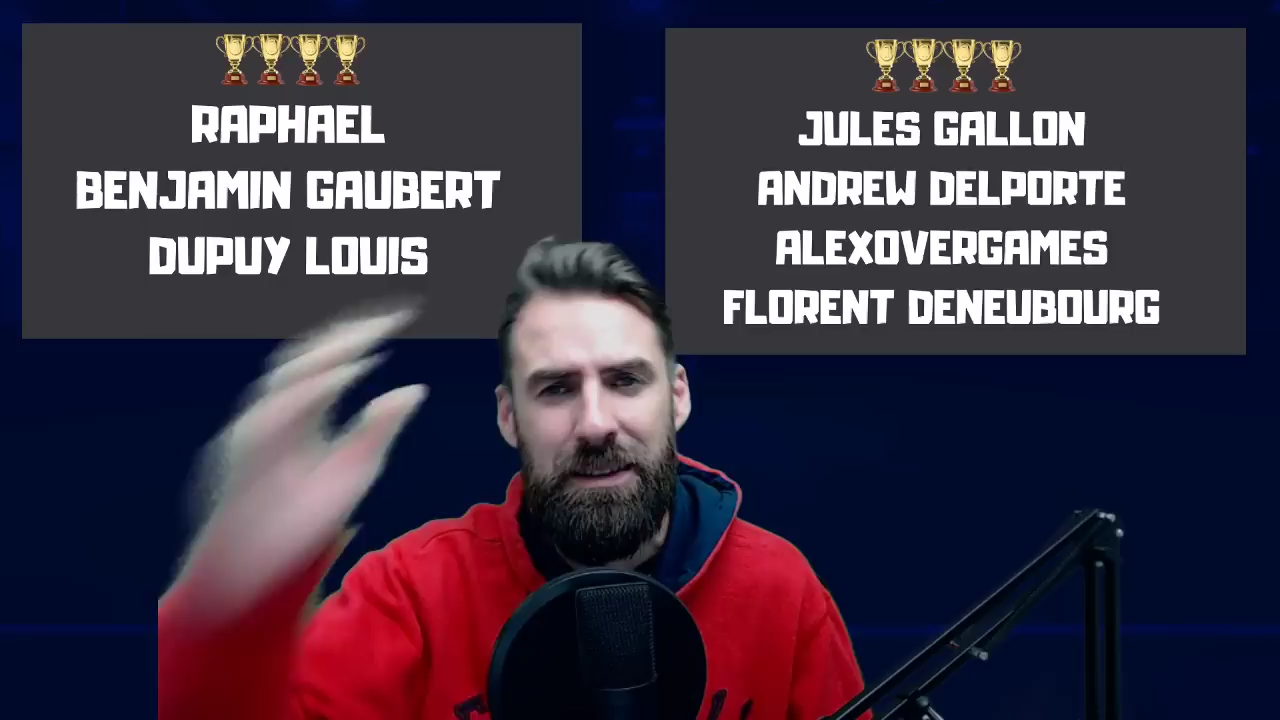 RAPHAEL
BENJAMIN GAUBERT
DUPUY LOUIS
JULES GALLON
ANDREW DELPORTE
ALEXOVERGAMES
FLORENT DENEUBOURG